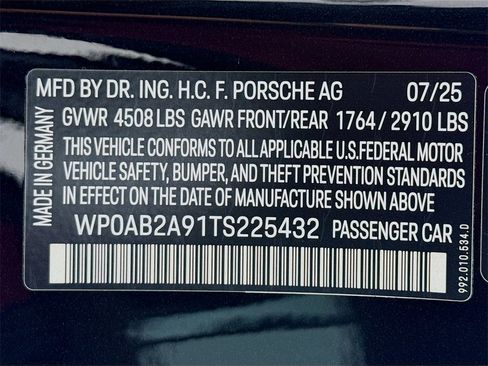 MFD BY DR. ING. H.C. F. PORSCHE AG 07/25
GVWR 4508 LBS GAWR FRONT/REAR 1764 / 2910 LBS
THIS VEHICLE CONFORMS TO ALL APPLICABLE U.S.FEDERAL MOTOR
VEHICLE SAFETY, BUMPER, AND THEFT PREVENTION STANDARDS
IN EFFECT ON THE DATE OF MANUFACTURE SHOWN ABOVE.
WP0AB2A91TS225432 PASSENGER CAR
MADE IN GERMANY
992.010.534.D